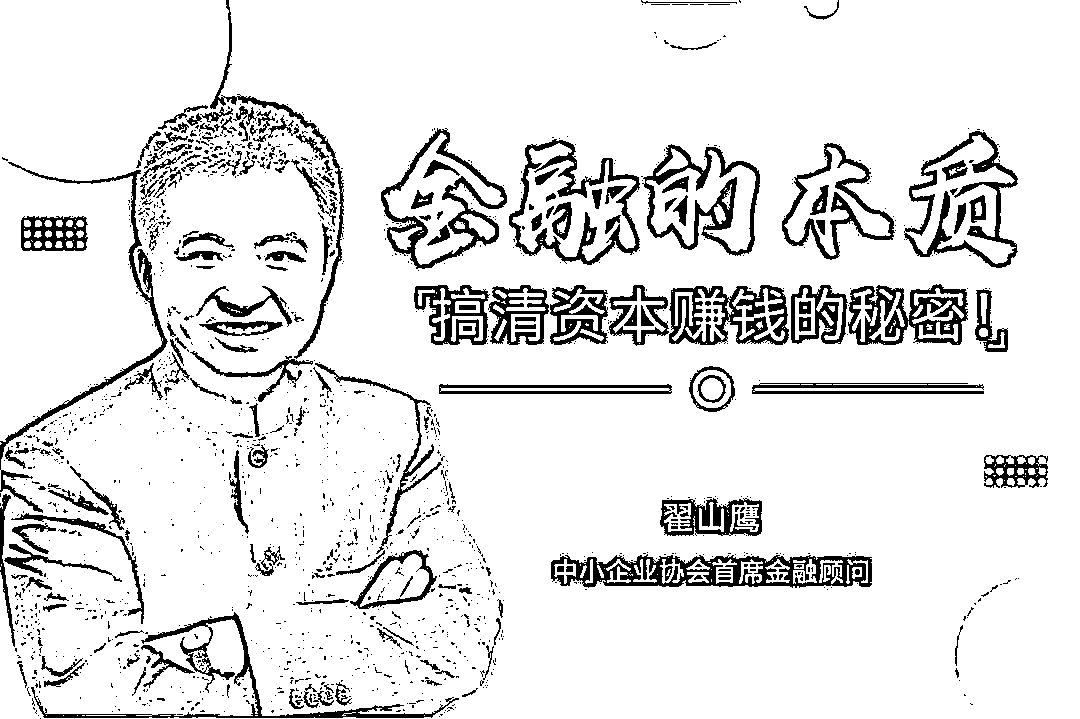 金融的本质
「搞清资本赚钱的秘密!」
翟山鹰
中小企业协会首席金融顾问